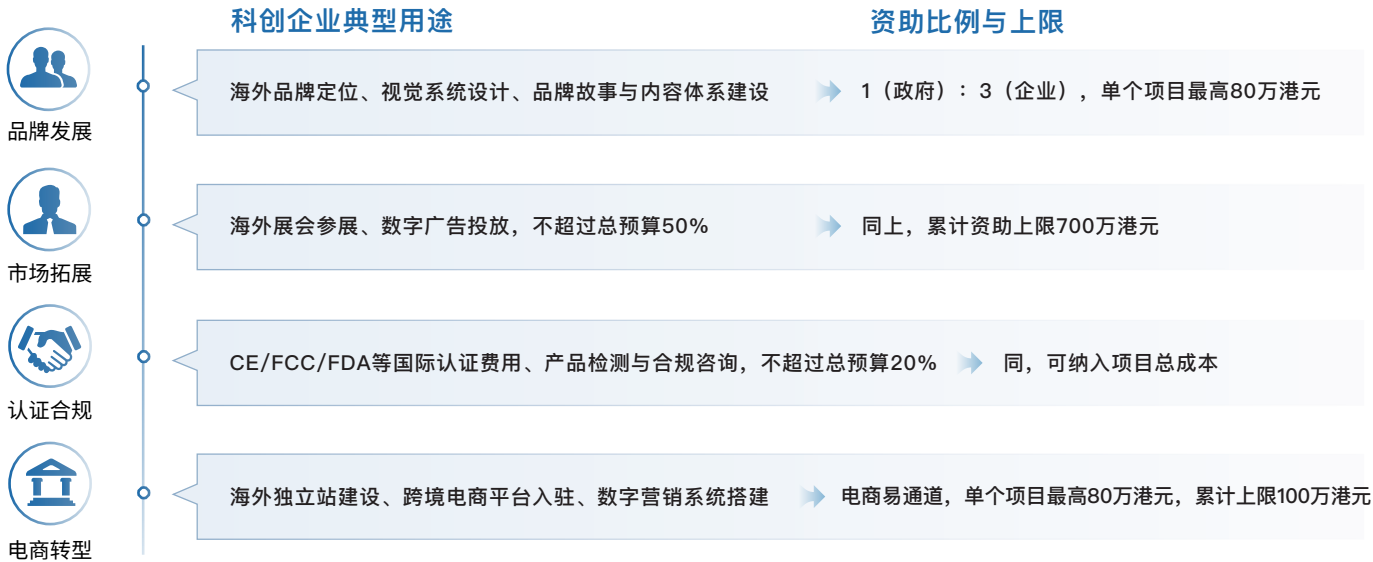 科创企业典型用途
资助比例与上限
品牌发展
海外品牌定位、视觉系统设计、品牌故事与内容体系建设
1（政府）：3（企业），单个项目最高80万港元
市场拓展
海外展会参展、数字广告投放，不超过总预算50%
同上，累计资助上限700万港元
认证合规
CE/FCC/FDA等国际认证费用、产品检测与合规咨询，不超过总预算20%
同，可纳入项目总成本
电商转型
海外独立站建设、跨境电商平台入驻、数字营销系统搭建
电商易通道，单个项目最高80万港元，累计上限100万港元